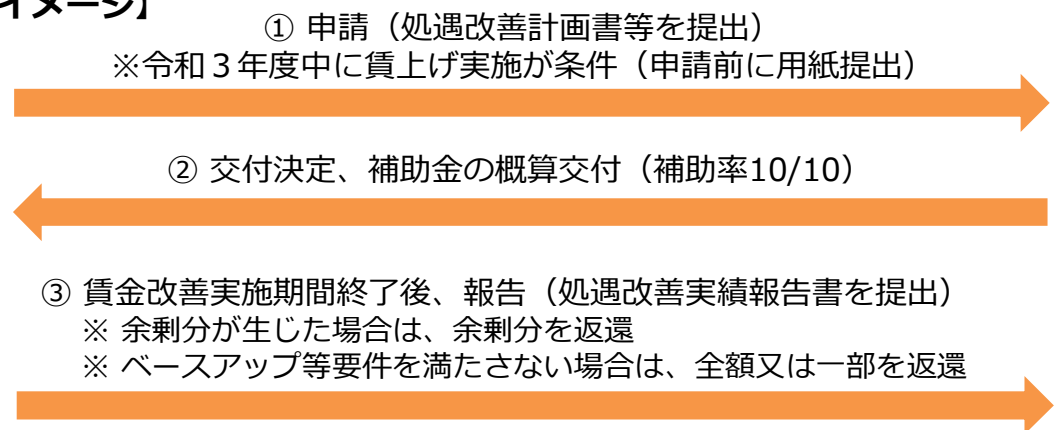 イメージ】
① 申請（処遇改善計画書等を提出）
※令和３年度中に賃上げ実施が条件（申請前に用紙提出）
② 交付決定、補助金の概算交付（補助率10/10）
③ 賃金改善実施期間終了後、報告（処遇改善実績報告書を提出）
※ 余剰分が生じた場合は、余剰分を返還
※ ベースアップ等要件を満たさない場合は、全額又は一部を返還